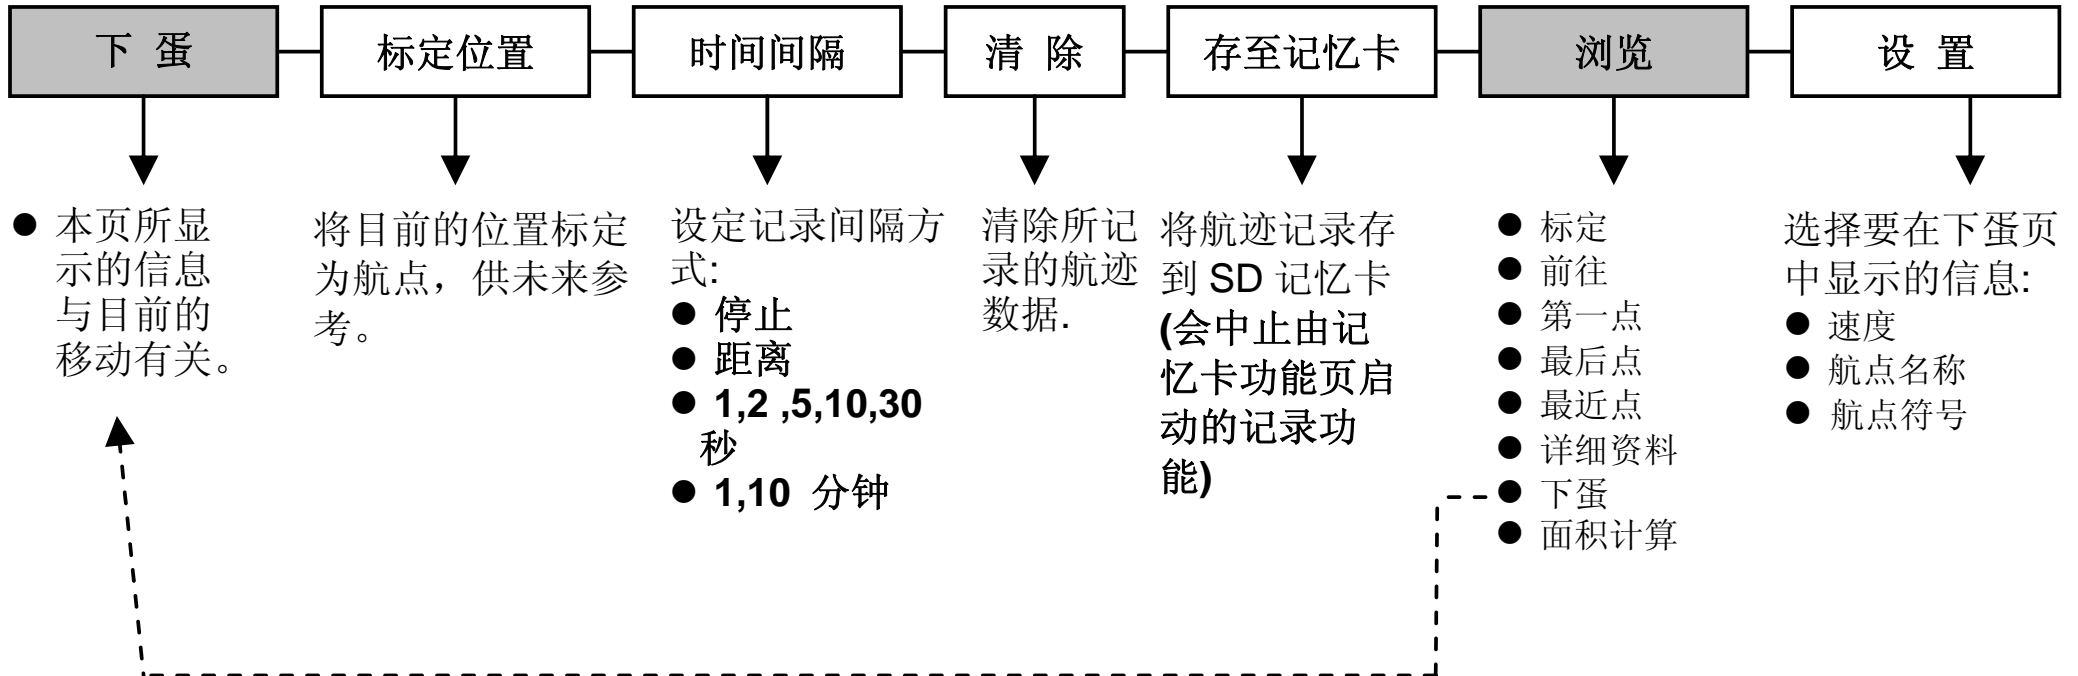 下 蛋
标定位置
时间间隔
清 除
存至记忆卡
浏览
设 置
● 本页所显
示的信息
与目前的
移动有关。
将目前的位置标定
为航点，供未来参
考。
设定记录间隔方
式:
● 停止
● 距离
● 1,2 ,5,10,30
秒
● 1,10 分钟
清除所记
录的航迹
数据.
将航迹记录存
到 SD 记忆卡
(会中止由记
忆卡功能页启
动的记录功
能)
● 标定
● 前往
● 第一点
● 最后点
● 最近点
● 详细资料
● 下蛋
● 面积计算
选择要在下蛋页
中显示的信息:
● 速度
● 航点名称
● 航点符号